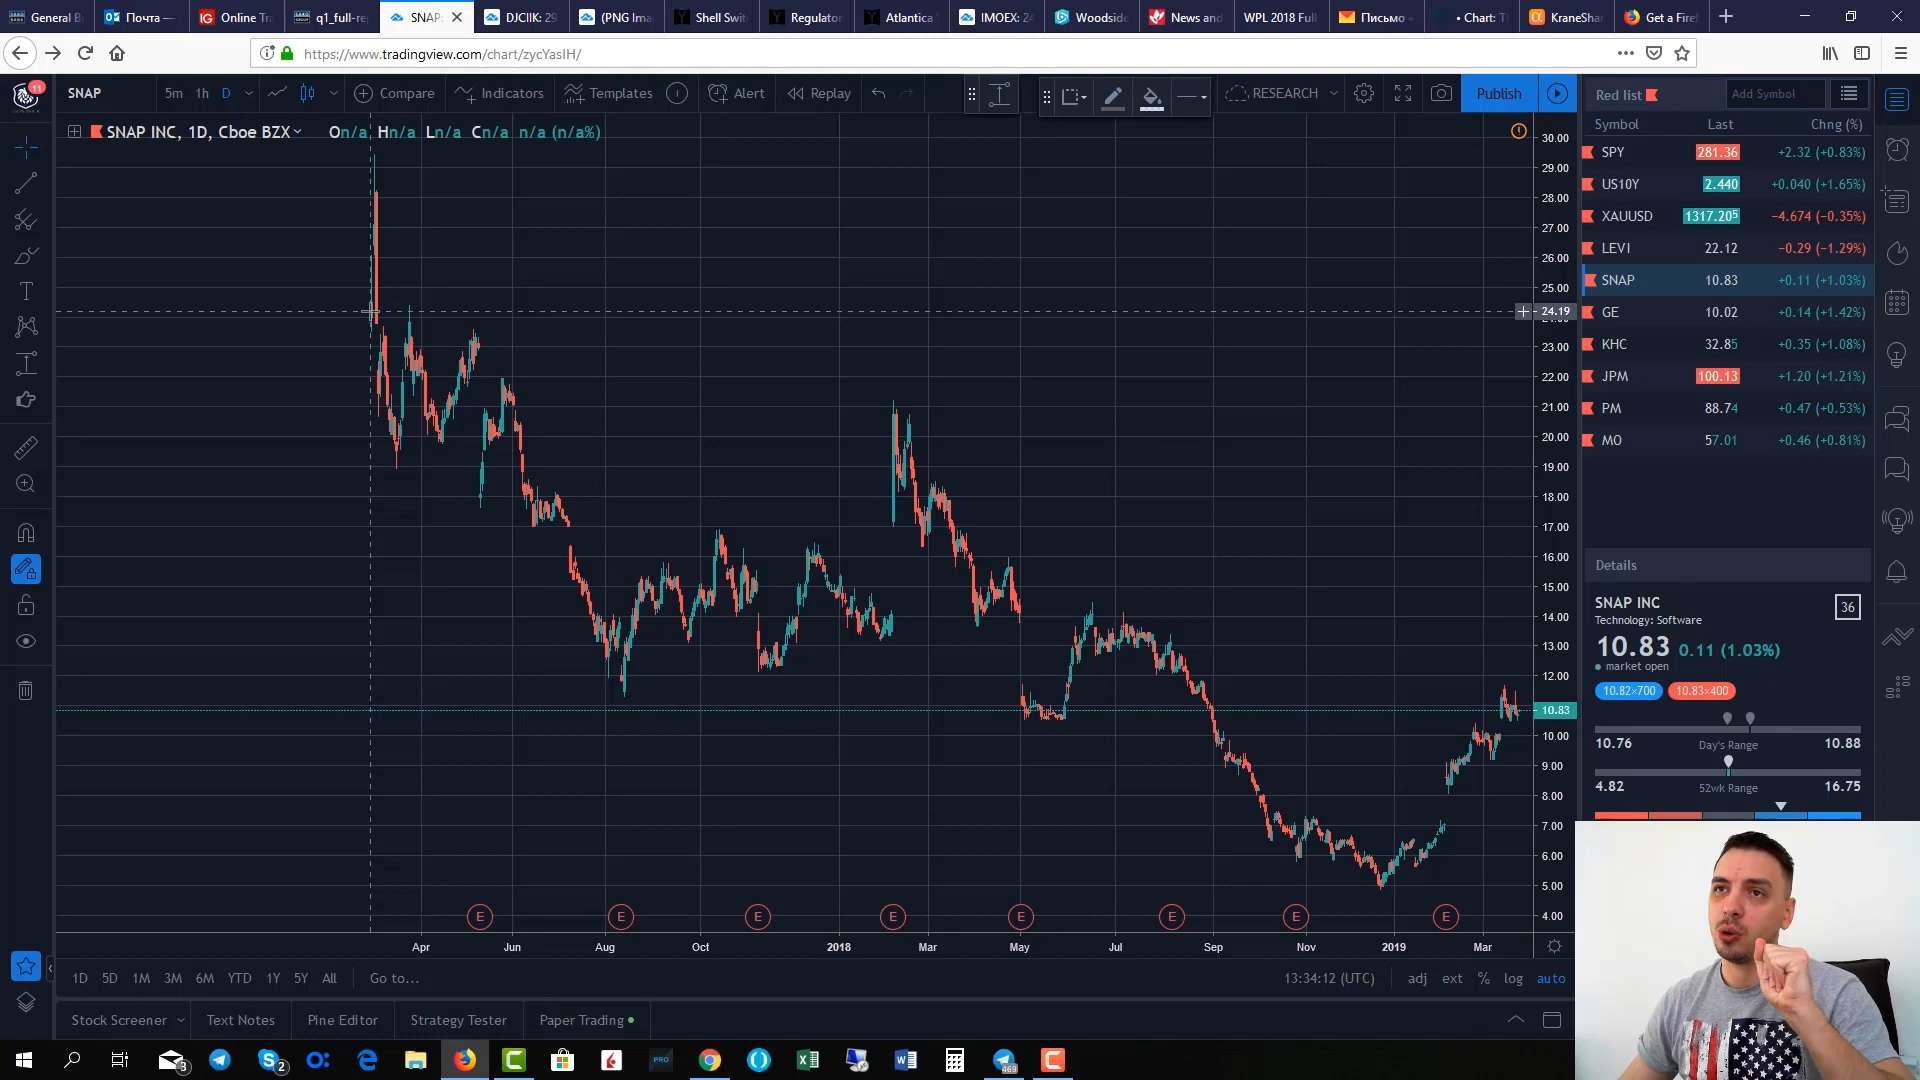 General B
Почта —
Online Tra
q1_full-re
SNAP:
DJCIIK: 29
(PNG Ima
Shell Swit
Regulator
Atlantica
IMOEX: 24
Woodside
News and
WPL 2018 Full
Письмо «
• Chart: T
KraneShar
Get a Firef
https://www.tradingview.com/chart/zycYasIH/
11
SNAP
5m 1h D
Compare
Indicators
Templates
Alert
Replay
RESEARCH
Publish
SNAP INC, 1D, Cboe BZX
On/a Hn/a Ln/a Cn/a n/a (n/a%)
30.00
29.00
28.00
27.00
26.00
25.00
24.19
23.00
22.00
21.00
20.00
19.00
18.00
17.00
16.00
15.00
14.00
13.00
12.00
10.83
10.00
9.00
8.00
7.00
6.00
5.00
4.00
E E E E E E E E
Apr Jun Aug Oct 2018 Mar May Jul Sep Nov 2019 Mar
1D 5D 1M 3M 6M YTD 1Y 5Y All Go to...
13:34:12 (UTC) adj ext % log auto
Stock Screener Text Notes Pine Editor Strategy Tester Paper Trading
Red list
Add Symbol
Symbol Last Chng (%)
SPY 281.36 +2.32 (+0.83%)
US10Y 2.440 +0.040 (+1.65%)
XAUUSD 1317.205 −4.674 (−0.35%)
LEVI 22.12 −0.29 (−1.29%)
SNAP 10.83 +0.11 (+1.03%)
GE 10.02 +0.14 (+1.42%)
KHC 32.85 +0.35 (+1.08%)
JPM 100.13 +1.20 (+1.21%)
PM 88.74 +0.47 (+0.53%)
MO 57.01 +0.46 (+0.81%)
Details
SNAP INC
36
Technology: Software
10.83 0.11 (1.03%)
market open
10.82×700 10.83×400
10.76 Day's Range 10.88
4.82 52wk Range 16.75
3
2
PRO
469